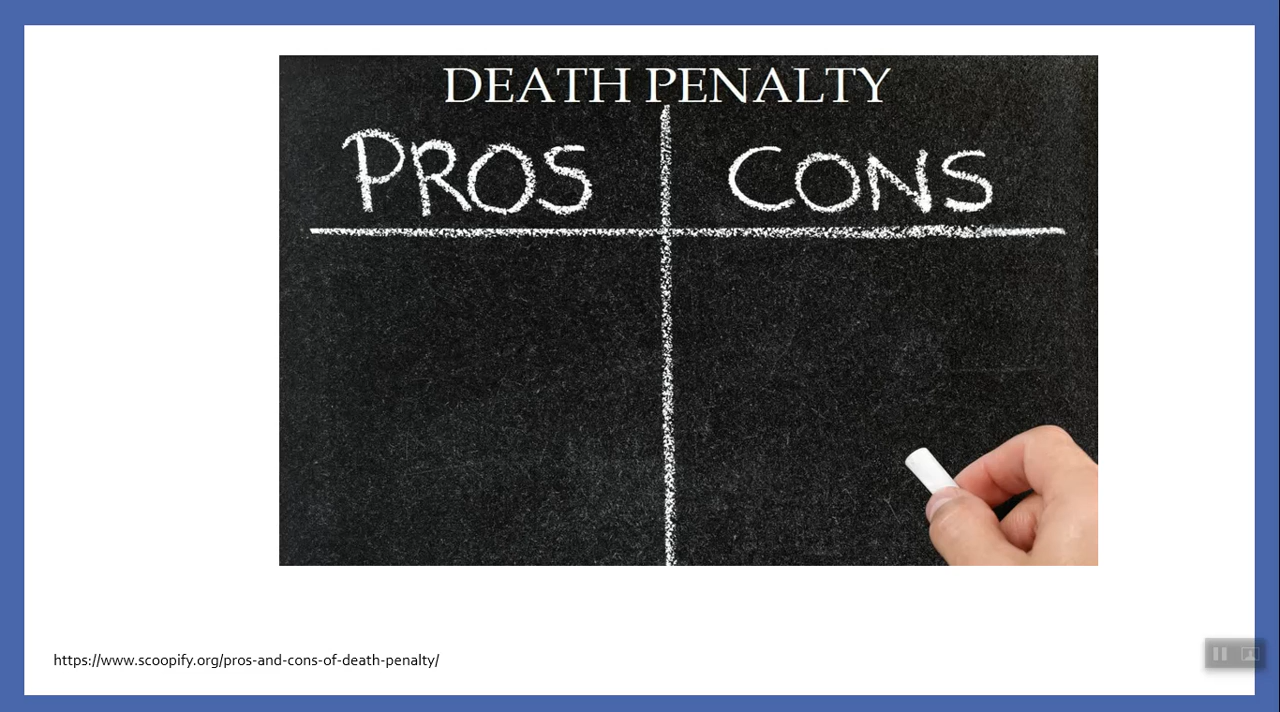 DEATH PENALTY
PROS CONS
https://www.scoopify.org/pros-and-cons-of-death-penalty/